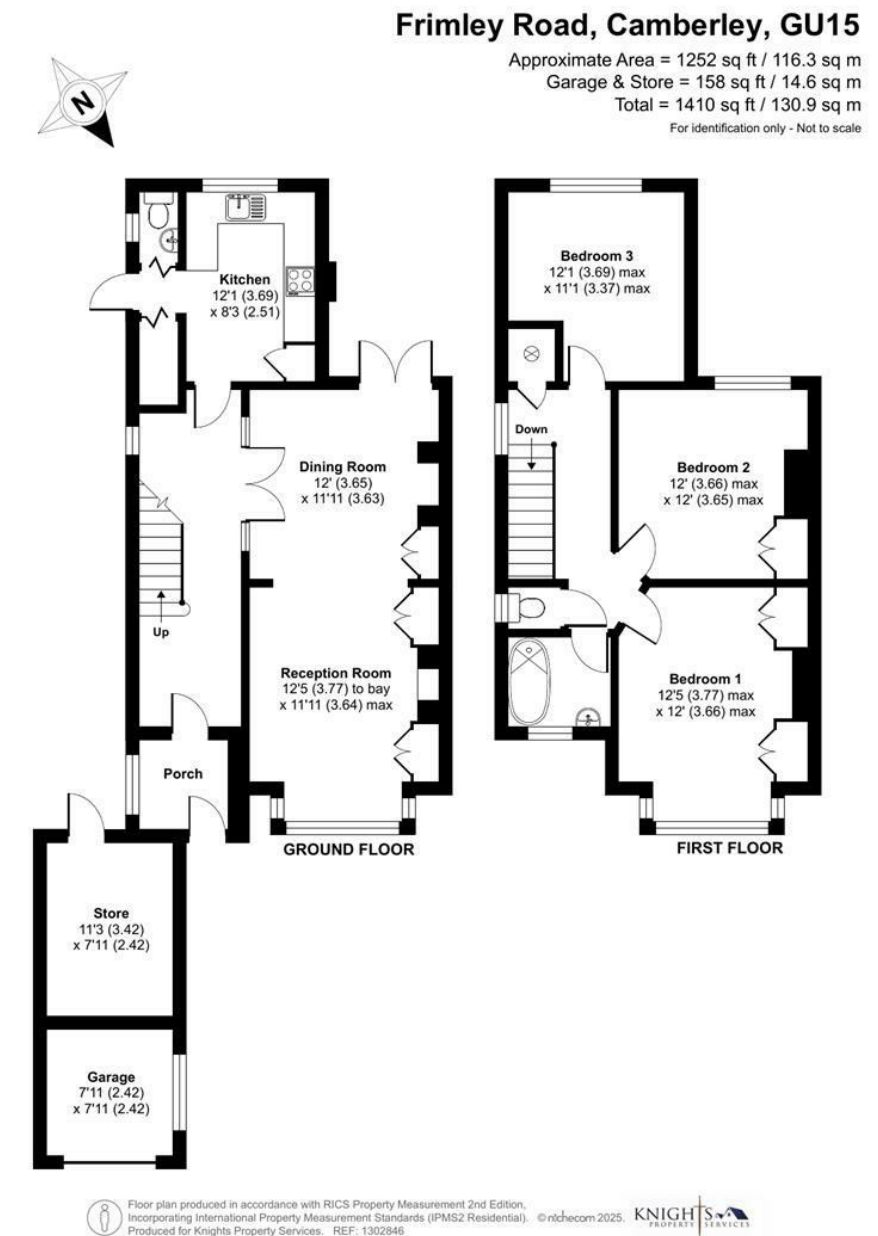 Frimley Road, Camberley, GU15
Approximate Area = 1252 sq ft / 116.3 sq m
Garage & Store = 158 sq ft / 14.6 sq m
Total = 1410 sq ft / 130.9 sq m
For identification only - Not to scale
N
Kitchen
12'1 (3.69)
x 8'3 (2.51)
Dining Room
12' (3.65)
x 11'11 (3.63)
Up
Reception Room
12'5 (3.77) to bay
x 11'11 (3.64) max
Porch
GROUND FLOOR
Store
11'3 (3.42)
x 7'11 (2.42)
Garage
7'11 (2.42)
x 7'11 (2.42)
Bedroom 3
12'1 (3.69) max
x 11'1 (3.37) max
Down
Bedroom 2
12' (3.66) max
x 12' (3.65) max
Bedroom 1
12'5 (3.77) max
x 12' (3.66) max
FIRST FLOOR
Floor plan produced in accordance with RICS Property Measurement 2nd Edition,
Incorporating International Property Measurement Standards (IPMS2 Residential). © nichecom 2025.
Produced for Knights Property Services. REF: 1302846
KNIGHTS
PROPERTY SERVICES